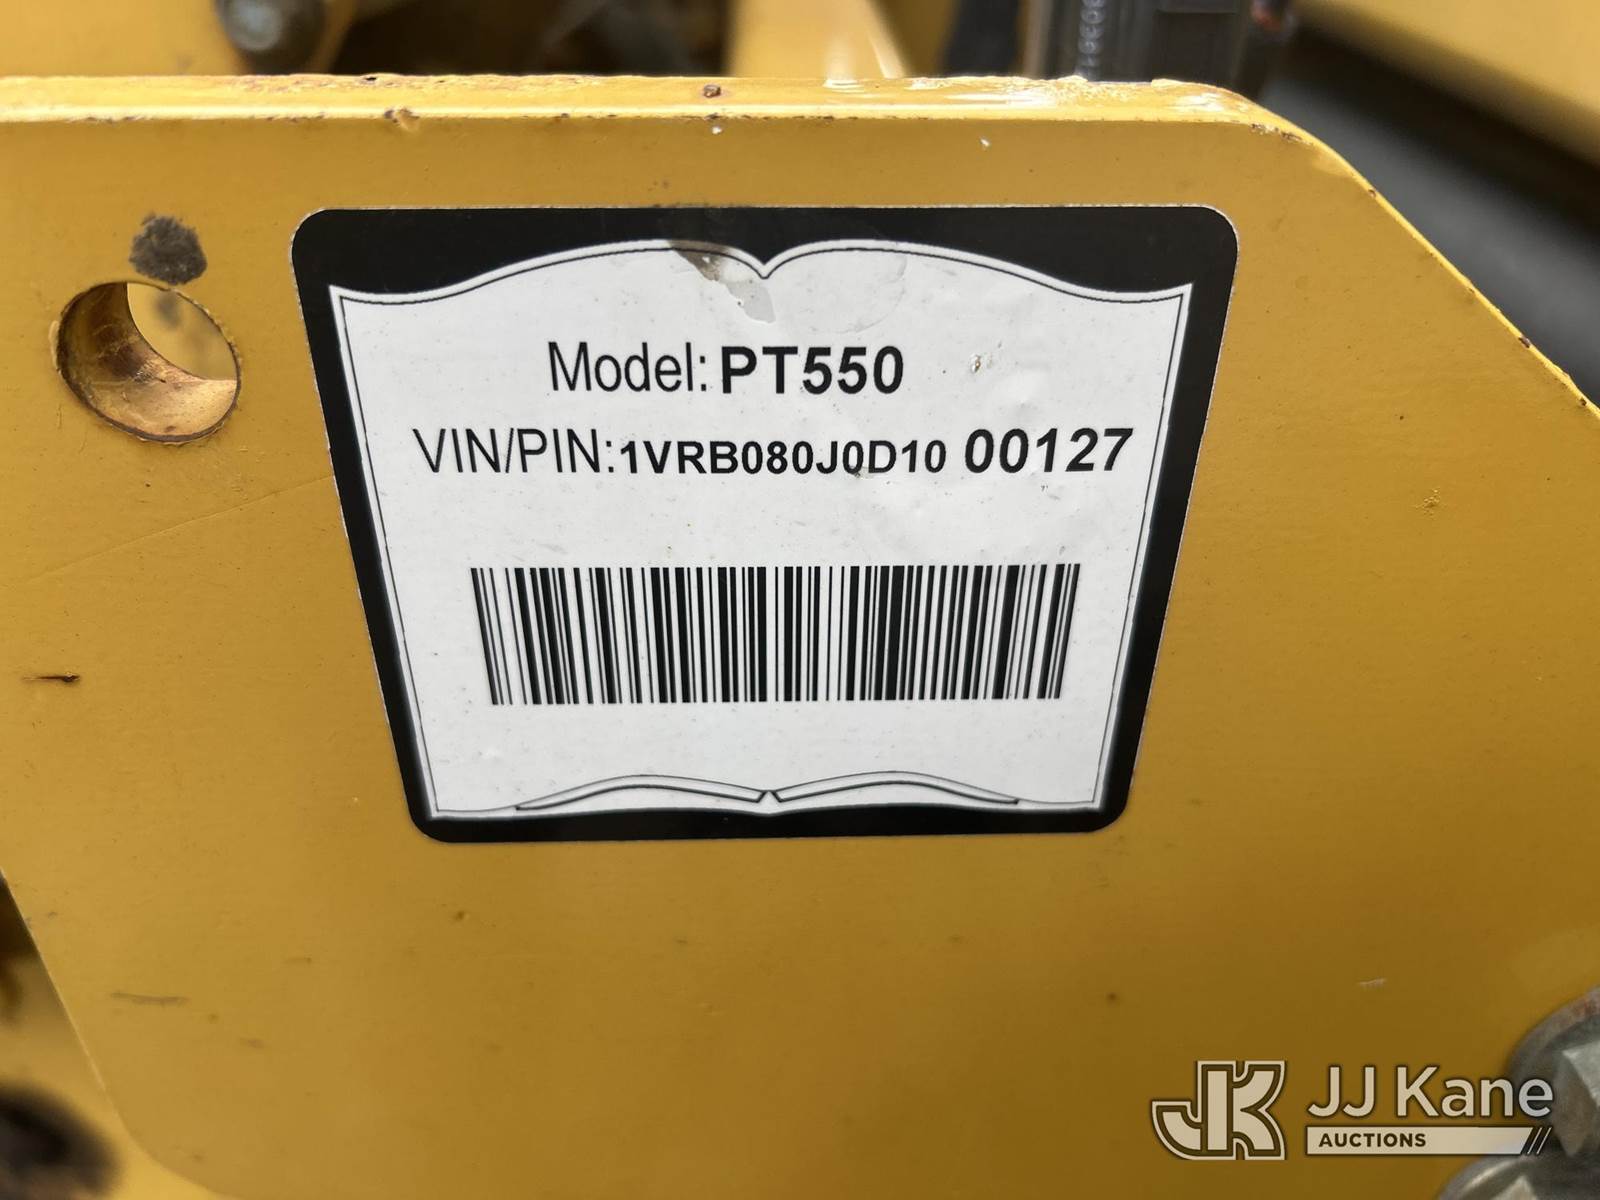 Model: PT550
VIN/PIN: 1VRB080J0D10 00127
JJ Kane
AUCTIONS